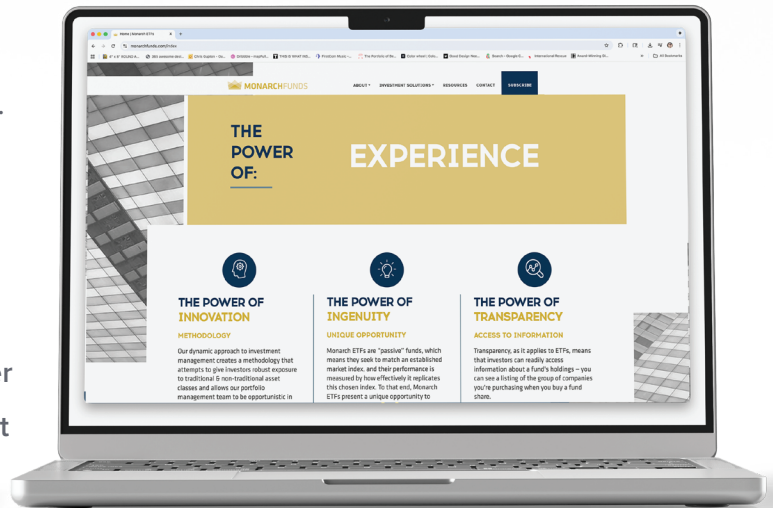 Home | Monarch ETFs
monarchfunds.com/index
All Bookmarks
MONARCHFUNDS
ABOUT
INVESTMENT SOLUTIONS
RESOURCES
CONTACT
SUBSCRIBE
THE
POWER
OF:
EXPERIENCE
THE POWER OF
INNOVATION
METHODOLOGY
Our dynamic approach to investment
management creates a methodology that
attempts to give investors robust exposure
to traditional & non-traditional asset
classes and allows our portfolio
management team to be opportunistic in
THE POWER OF
INGENUITY
UNIQUE OPPORTUNITY
Monarch ETFs are "passive" funds, which
means they seek to match an established
market index, and their performance is
measured by how effectively it replicates
this chosen index. To that end, Monarch
ETFs present a unique opportunity to
THE POWER OF
TRANSPARENCY
ACCESS TO INFORMATION
Transparency, as it applies to ETFs, means
that investors can readily access
information about a fund's holdings – you
can see a listing of the group of companies
you're purchasing when you buy a fund
share.